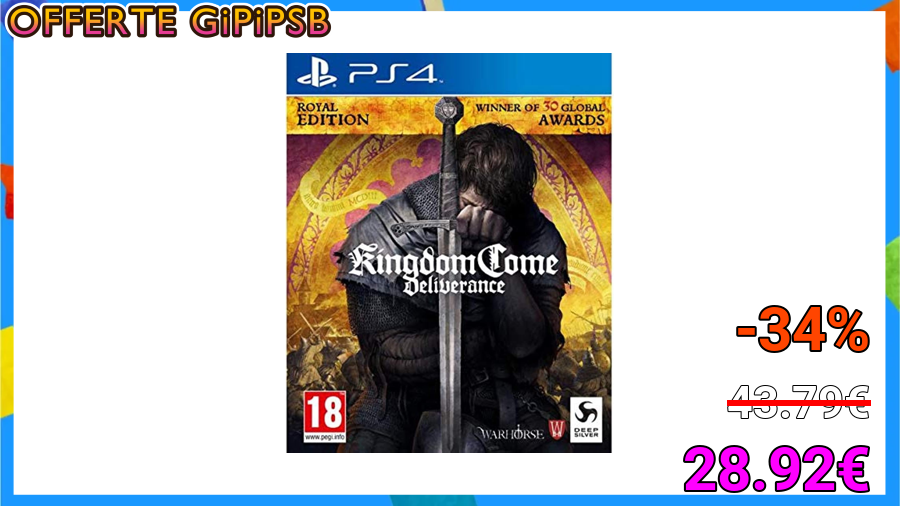 OFFERTE GiPiPSB
PS4
ROYAL
EDITION
WINNER OF 30 GLOBAL
AWARDS
Kingdom Come
Deliverance
18
www.pegi.info
WARHORSE
DEEP
SILVER
-34%
43.79€
28.92€